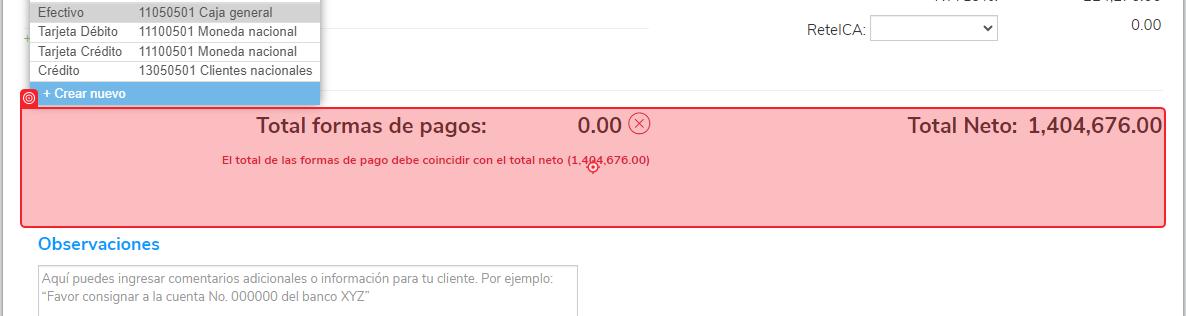 Efectivo 11050501 Caja general
Tarjeta Débito 11100501 Moneda nacional
Tarjeta Crédito 11100501 Moneda nacional
Crédito 13050501 Clientes nacionales
+ Crear nuevo
ReteICA: 0.00
Total formas de pagos: 0.00
Total Neto: 1,404,676.00
El total de las formas de pago debe coincidir con el total neto (1,404,676.00)
Observaciones
Aquí puedes ingresar comentarios adicionales o información para tu cliente. Por ejemplo:
“Favor consignar a la cuenta No. 000000 del banco XYZ”